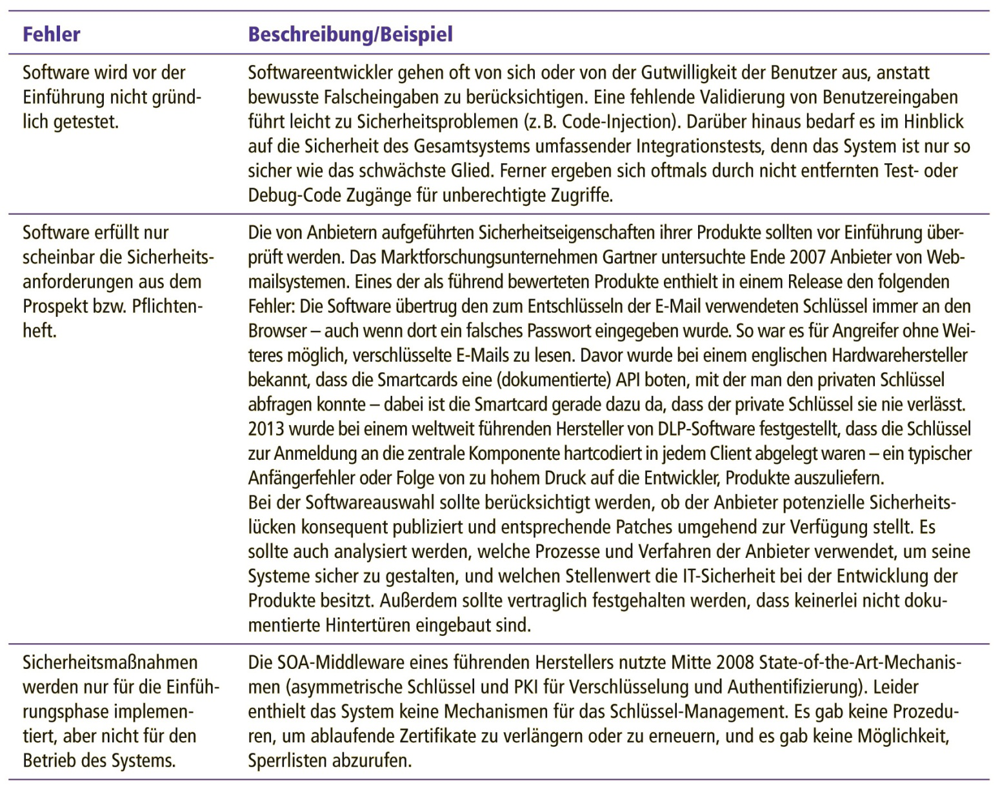 Fehler
Beschreibung/Beispiel
Software wird vor der
Einführung nicht gründ-
lich getestet.
Softwareentwickler gehen oft von sich oder von der Gutwilligkeit der Benutzer aus, anstatt
bewusste Falscheingaben zu berücksichtigen. Eine fehlende Validierung von Benutzereingaben
führt leicht zu Sicherheitsproblemen (z. B. Code-Injection). Darüber hinaus bedarf es im Hinblick
auf die Sicherheit des Gesamtsystems umfassender Integrationstests, denn das System ist nur so
sicher wie das schwächste Glied. Ferner ergeben sich oftmals durch nicht entfernten Test- oder
Debug-Code Zugänge für unberechtigte Zugriffe.
Software erfüllt nur
scheinbar die Sicherheits-
anforderungen aus dem
Prospekt bzw. Pflichten-
heft.
Die von Anbietern aufgeführten Sicherheitseigenschaften ihrer Produkte sollten vor Einführung über-
prüft werden. Das Marktforschungsunternehmen Gartner untersuchte Ende 2007 Anbieter von Web-
mailsystemen. Eines der als führend bewerteten Produkte enthielt in einem Release den folgenden
Fehler: Die Software übertrug den zum Entschlüsseln der E-Mail verwendeten Schlüssel immer an den
Browser – auch wenn dort ein falsches Passwort eingegeben wurde. So war es für Angreifer ohne Wei-
teres möglich, verschlüsselte E-Mails zu lesen. Davor wurde bei einem englischen Hardwarehersteller
bekannt, dass die Smartcards eine (dokumentierte) API boten, mit der man den privaten Schlüssel
abfragen konnte – dabei ist die Smartcard gerade dazu da, dass der private Schlüssel sie nie verlässt.
2013 wurde bei einem weltweit führenden Hersteller von DLP-Software festgestellt, dass die Schlüssel
zur Anmeldung an die zentrale Komponente hartcodiert in jedem Client abgelegt waren – ein typischer
Anfängerfehler oder Folge von zu hohem Druck auf die Entwickler, Produkte auszuliefern.
Bei der Softwareauswahl sollte berücksichtigt werden, ob der Anbieter potenzielle Sicherheits-
lücken konsequent publiziert und entsprechende Patches umgehend zur Verfügung stellt. Es
sollte auch analysiert werden, welche Prozesse und Verfahren der Anbieter verwendet, um seine
Systeme sicher zu gestalten, und welchen Stellenwert die IT-Sicherheit bei der Entwicklung der
Produkte besitzt. Außerdem sollte vertraglich festgehalten werden, dass keinerlei nicht doku-
mentierte Hintertüren eingebaut sind.
Sicherheitsmaßnahmen
werden nur für die Einfüh-
rungsphase implemen-
tiert, aber nicht für den
Betrieb des Systems.
Die SOA-Middleware eines führenden Herstellers nutzte Mitte 2008 State-of-the-Art-Mechanis-
men (asymmetrische Schlüssel und PKI für Verschlüsselung und Authentifizierung). Leider
enthielt das System keine Mechanismen für das Schlüssel-Management. Es gab keine Prozedu-
ren, um ablaufende Zertifikate zu verlängern oder zu erneuern, und es gab keine Möglichkeit,
Sperrlisten abzurufen.